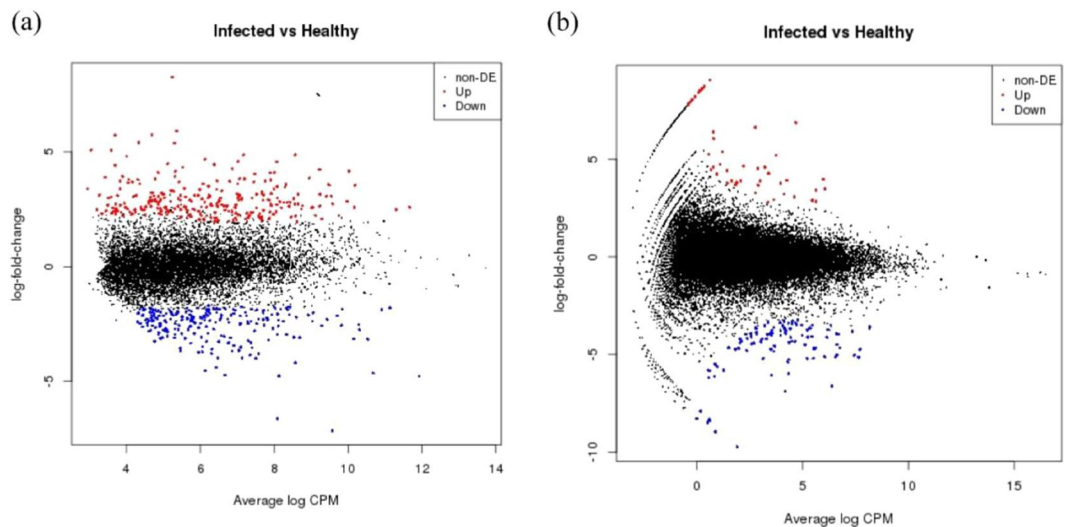 (a)
Infected vs Healthy
non-DE
Up
Down
log-fold-change
5
0
-5
4
6
8
10
12
14
Average log CPM
(b)
Infected vs Healthy
non-DE
Up
Down
log-fold-change
5
0
-5
-10
0
5
10
15
Average log CPM